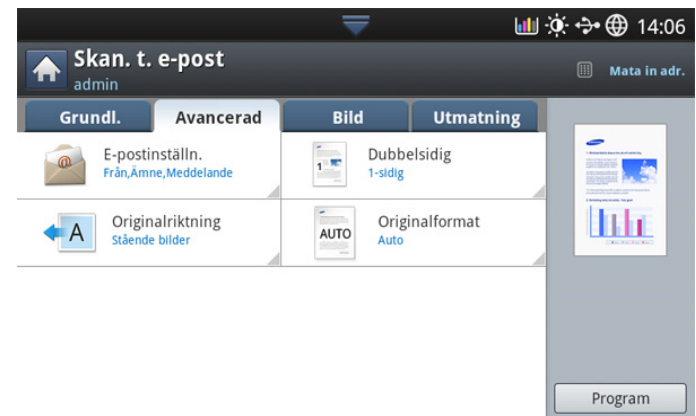 14:06
Skan. t. e-post
admin
Mata in adr.
Grundl.
Avancerad
Bild
Utmatning
E-postinställn.
Från,Ämne,Meddelande
Dubbelsidig
1-sidig
1
Originalriktning
Stående bilder
A
Originalformat
Auto
AUTO
Program